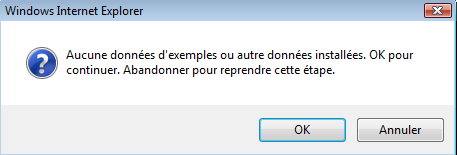 Windows Internet Explorer
Aucune données d'exemples ou autre données installées. OK pour
continuer. Abandonner pour reprendre cette étape.
OK
Annuler